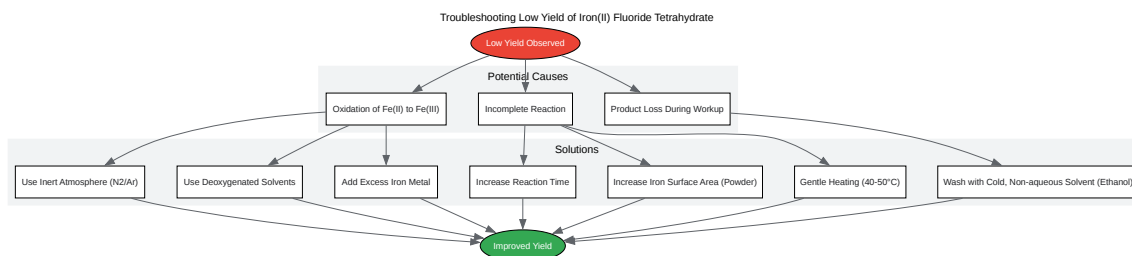 Troubleshooting Low Yield of Iron(II) Fluoride Tetrahydrate
Low Yield Observed
Potential Causes
Oxidation of Fe(II) to Fe(III)
Incomplete Reaction
Product Loss During Workup
Solutions
Use Inert Atmosphere (N2/Ar)
Use Deoxygenated Solvents
Add Excess Iron Metal
Increase Reaction Time
Increase Iron Surface Area (Powder)
Gentle Heating (40-50°C)
Wash with Cold, Non-aqueous Solvent (Ethanol)
Improved Yield